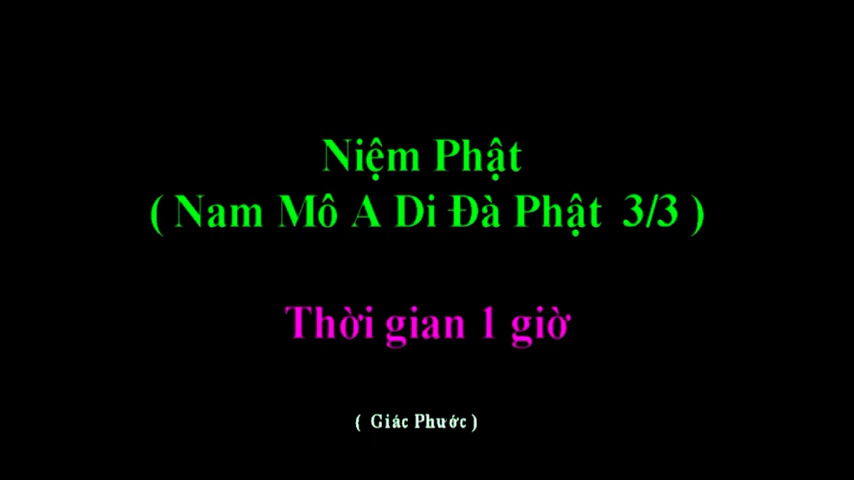 Niệm Phật
( Nam Mô A Di Đà Phật 3/3 )
Thời gian 1 giờ
( Giác Phước )